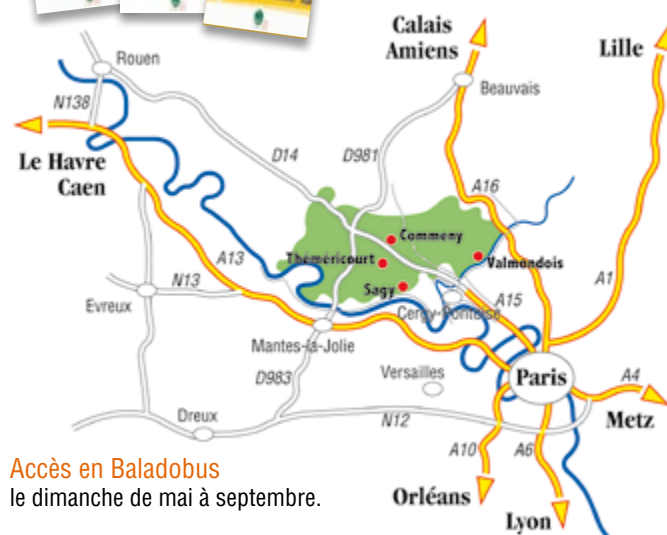 Calais
Amiens
Lille
Rouen
Beauvais
N138
D14
D981
Le Havre
Caen
A16
Commeny
A13
Théméricourt
Valmondois
N13
Sagy
A1
A15
Evreux
Cergy-Pontoise
Mantes-la-Jolie
D983
Versailles
Paris
A4
Dreux
N12
Metz
A10
A6
Accès en Baladobus
le dimanche de mai à septembre.
Orléans
Lyon